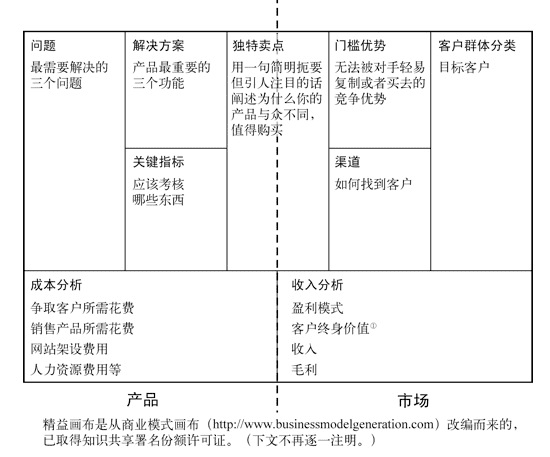 问题
最需要解决的
三个问题
解决方案
产品最重要的
三个功能
关键指标
应该考核
哪些东西
独特卖点
用一句简明扼要
但引人注目的话
阐述为什么你的
产品与众不同，
值得购买
门槛优势
无法被对手轻易
复制或者买去的
竞争优势
渠道
如何找到客户
客户群体分类
目标客户
成本分析
争取客户所需花费
销售产品所需花费
网站架设费用
人力资源费用等
收入分析
盈利模式
客户终身价值①
收入
毛利
产品
市场
精益画布是从商业模式画布（http://www.businessmodelgeneration.com）改编而来的，
已取得知识共享署名份额许可证。（下文不再逐一注明。）